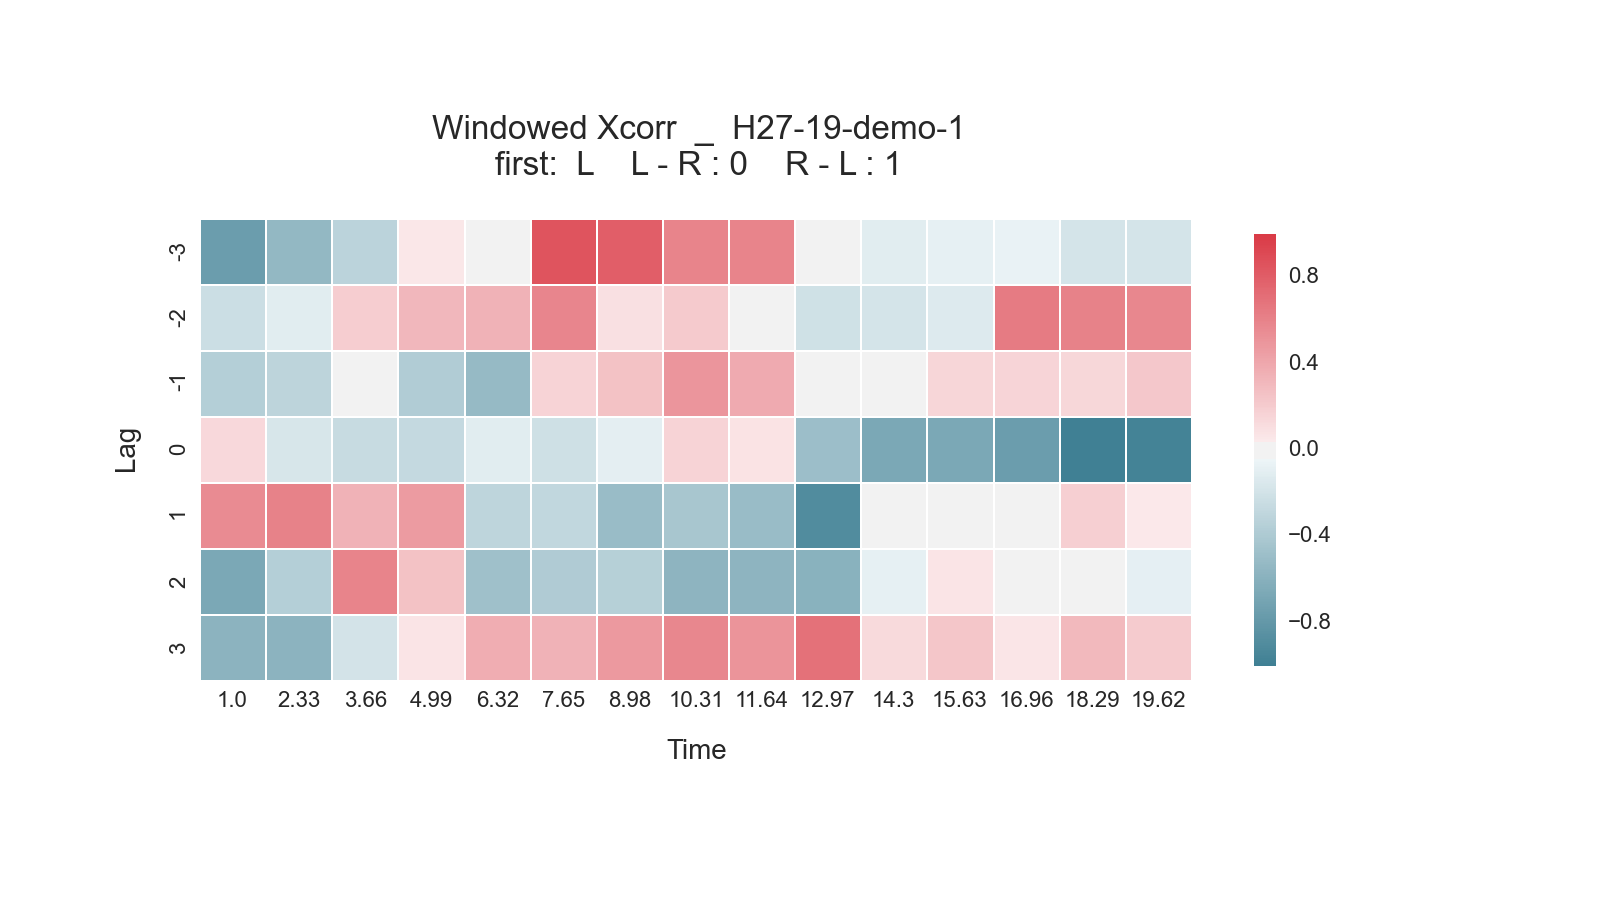 Windowed Xcorr _ H27-19-demo-1
first: L L - R : 0 R - L : 1
Lag
-3
-2
-1
0
1
2
3
1.0 2.33 3.66 4.99 6.32 7.65 8.98 10.31 11.64 12.97 14.3 15.63 16.96 18.29 19.62
Time
0.8
0.4
0.0
−0.4
−0.8